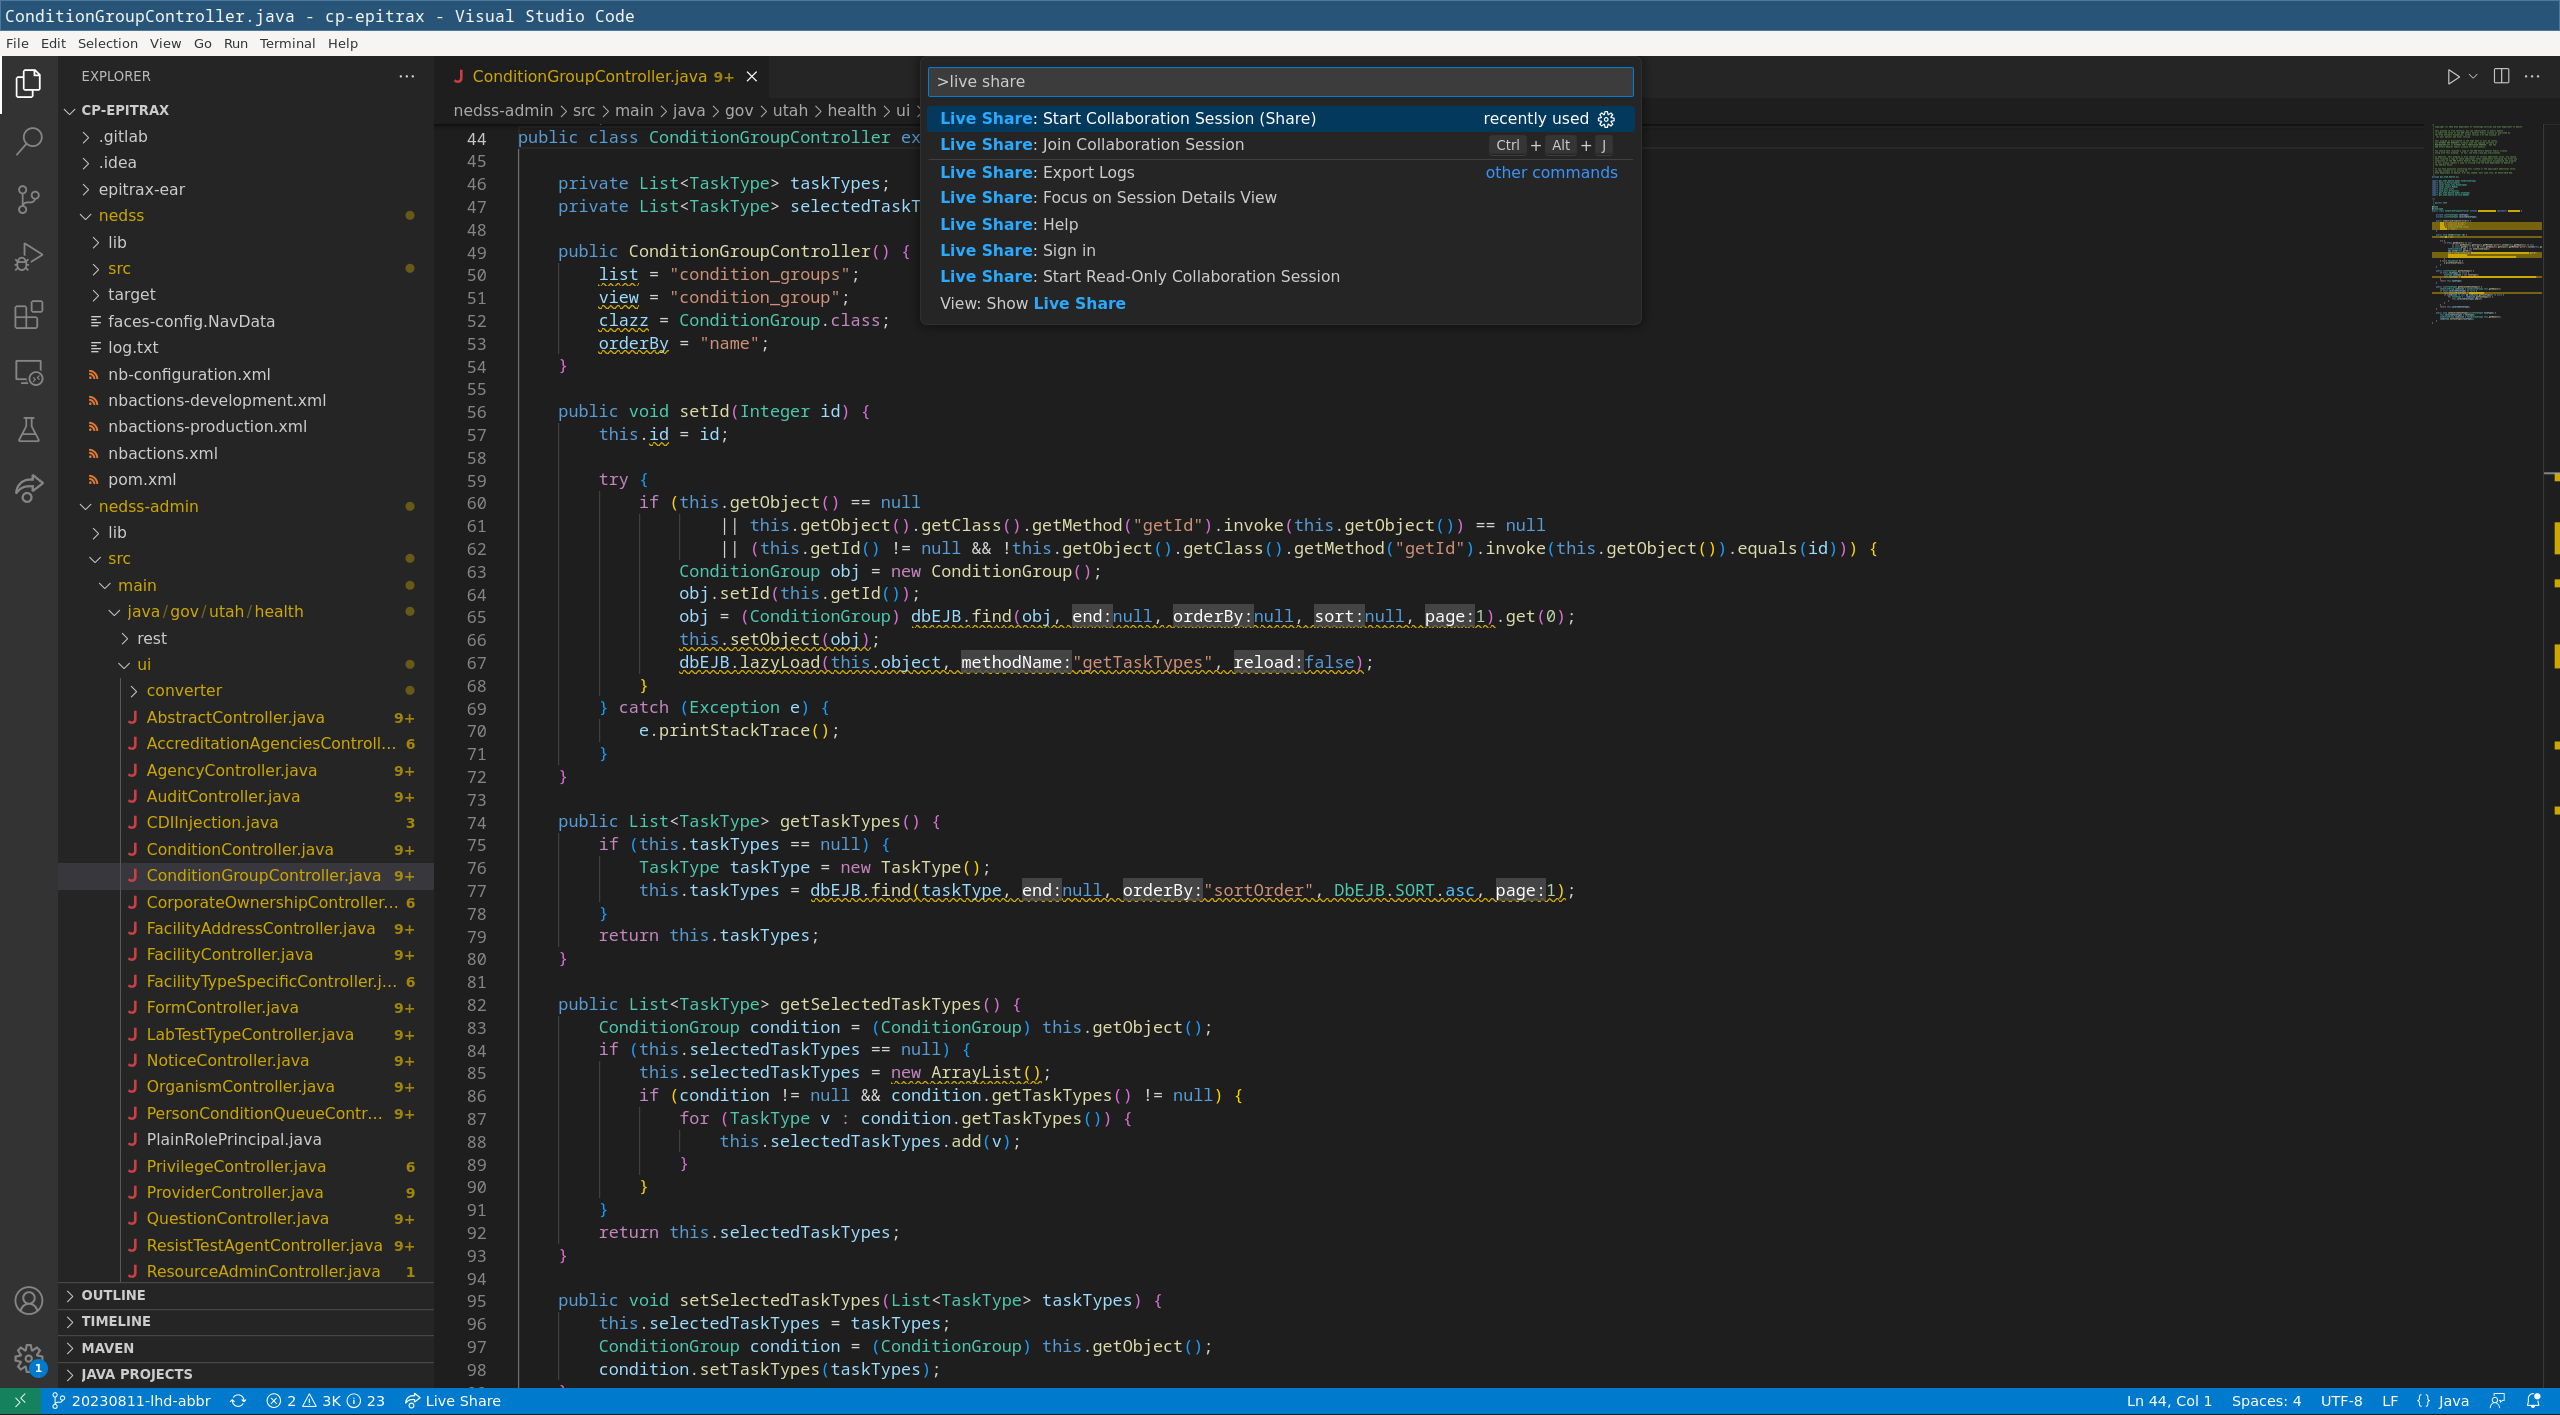 ConditionGroupController.java - cp-epitrax - Visual Studio Code
File Edit Selection View Go Run Terminal Help
EXPLORER
CP-EPITRAX
.gitlab
.idea
epitrax-ear
nedss
lib
src
target
faces-config.NavData
log.txt
nb-configuration.xml
nbactions-development.xml
nbactions-production.xml
nbactions.xml
pom.xml
nedss-admin
lib
src
main
java/gov/utah/health
rest
ui
converter
AbstractController.java 9+
AccreditationAgenciesControll... 6
AgencyController.java 9+
AuditController.java 9+
CDIInjection.java 3
ConditionController.java 9+
ConditionGroupController.java 9+
CorporateOwnershipController... 6
FacilityAddressController.java 9+
FacilityController.java 9+
FacilityTypeSpecificController.j... 6
FormController.java 9+
LabTestTypeController.java 9+
NoticeController.java 9+
OrganismController.java 9+
PersonConditionQueueContr... 9+
PlainRolePrincipal.java
PrivilegeController.java 6
ProviderController.java 9
QuestionController.java 9+
ResistTestAgentController.java 9+
ResourceAdminController.java 1
OUTLINE
TIMELINE
MAVEN
JAVA PROJECTS
ConditionGroupController.java 9+
nedss-admin > src > main > java > gov > utah > health > ui >
>live share
Live Share: Start Collaboration Session (Share) recently used
Live Share: Join Collaboration Session Ctrl + Alt + J
Live Share: Export Logs other commands
Live Share: Focus on Session Details View
Live Share: Help
Live Share: Sign in
Live Share: Start Read-Only Collaboration Session
View: Show Live Share
44 public class ConditionGroupController ex
45
46 private List<TaskType> taskTypes;
47 private List<TaskType> selectedTaskT
48
49 public ConditionGroupController() {
50 list = "condition_groups";
51 view = "condition_group";
52 clazz = ConditionGroup.class;
53 orderBy = "name";
54 }
55
56 public void setId(Integer id) {
57 this.id = id;
58
59 try {
60 if (this.getObject() == null
61 || this.getObject().getClass().getMethod("getId").invoke(this.getObject()) == null
62 || (this.getId() != null && !this.getObject().getClass().getMethod("getId").invoke(this.getObject()).equals(id))) {
63 ConditionGroup obj = new ConditionGroup();
64 obj.setId(this.getId());
65 obj = (ConditionGroup) dbEJB.find(obj, end:null, orderBy:null, sort:null, page:1).get(0);
66 this.setObject(obj);
67 dbEJB.lazyLoad(this.object, methodName:"getTaskTypes", reload:false);
68 }
69 } catch (Exception e) {
70 e.printStackTrace();
71 }
72 }
73
74 public List<TaskType> getTaskTypes() {
75 if (this.taskTypes == null) {
76 TaskType taskType = new TaskType();
77 this.taskTypes = dbEJB.find(taskType, end:null, orderBy:"sortOrder", DbEJB.SORT.asc, page:1);
78 }
79 return this.taskTypes;
80 }
81
82 public List<TaskType> getSelectedTaskTypes() {
83 ConditionGroup condition = (ConditionGroup) this.getObject();
84 if (this.selectedTaskTypes == null) {
85 this.selectedTaskTypes = new ArrayList();
86 if (condition != null && condition.getTaskTypes() != null) {
87 for (TaskType v : condition.getTaskTypes()) {
88 this.selectedTaskTypes.add(v);
89 }
90 }
91 }
92 return this.selectedTaskTypes;
93 }
94
95 public void setSelectedTaskTypes(List<TaskType> taskTypes) {
96 this.selectedTaskTypes = taskTypes;
97 ConditionGroup condition = (ConditionGroup) this.getObject();
98 condition.setTaskTypes(taskTypes);
1
20230811-lhd-abbr 2 3K 23 Live Share
Ln 44, Col 1 Spaces: 4 UTF-8 LF {} Java